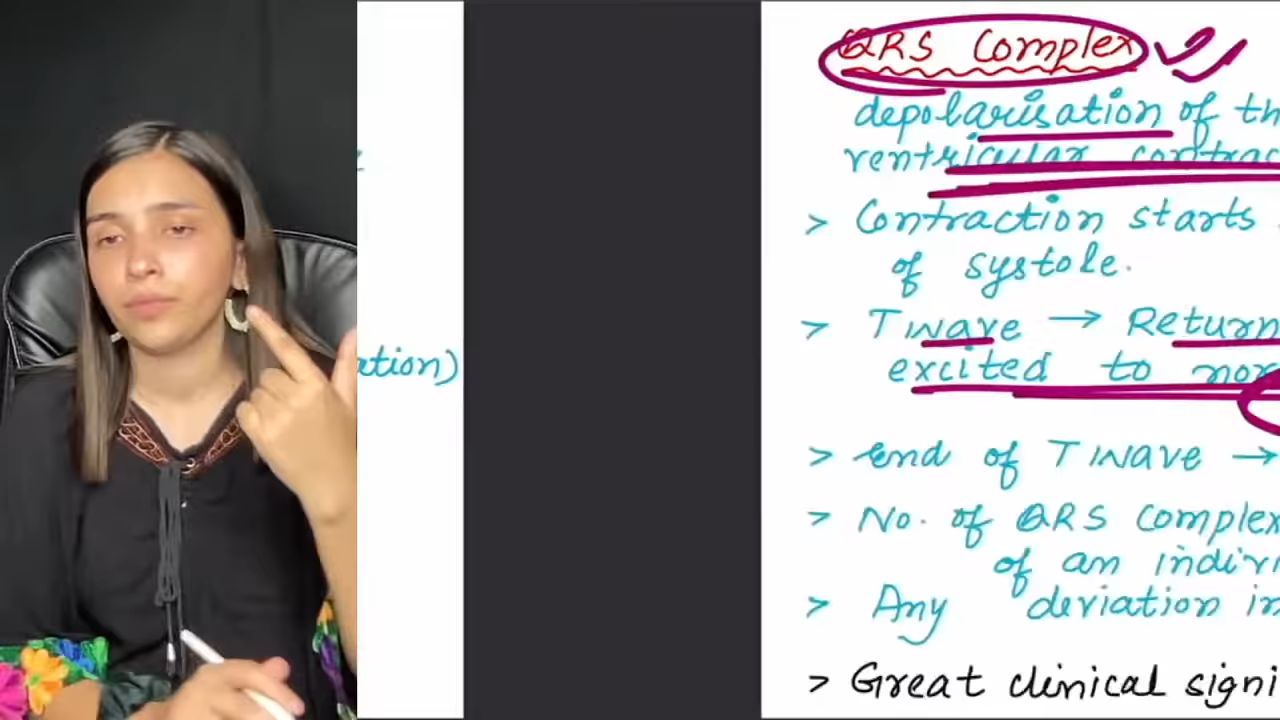 ation)
QRS Complex
depolarisation of th
ventricular contrac
> Contraction starts
of systole.
> T wave → Return
excited to nor
> end of T wave →
> No. of QRS Complex
of an indivi
> Any deviation in
> Great clinical signi